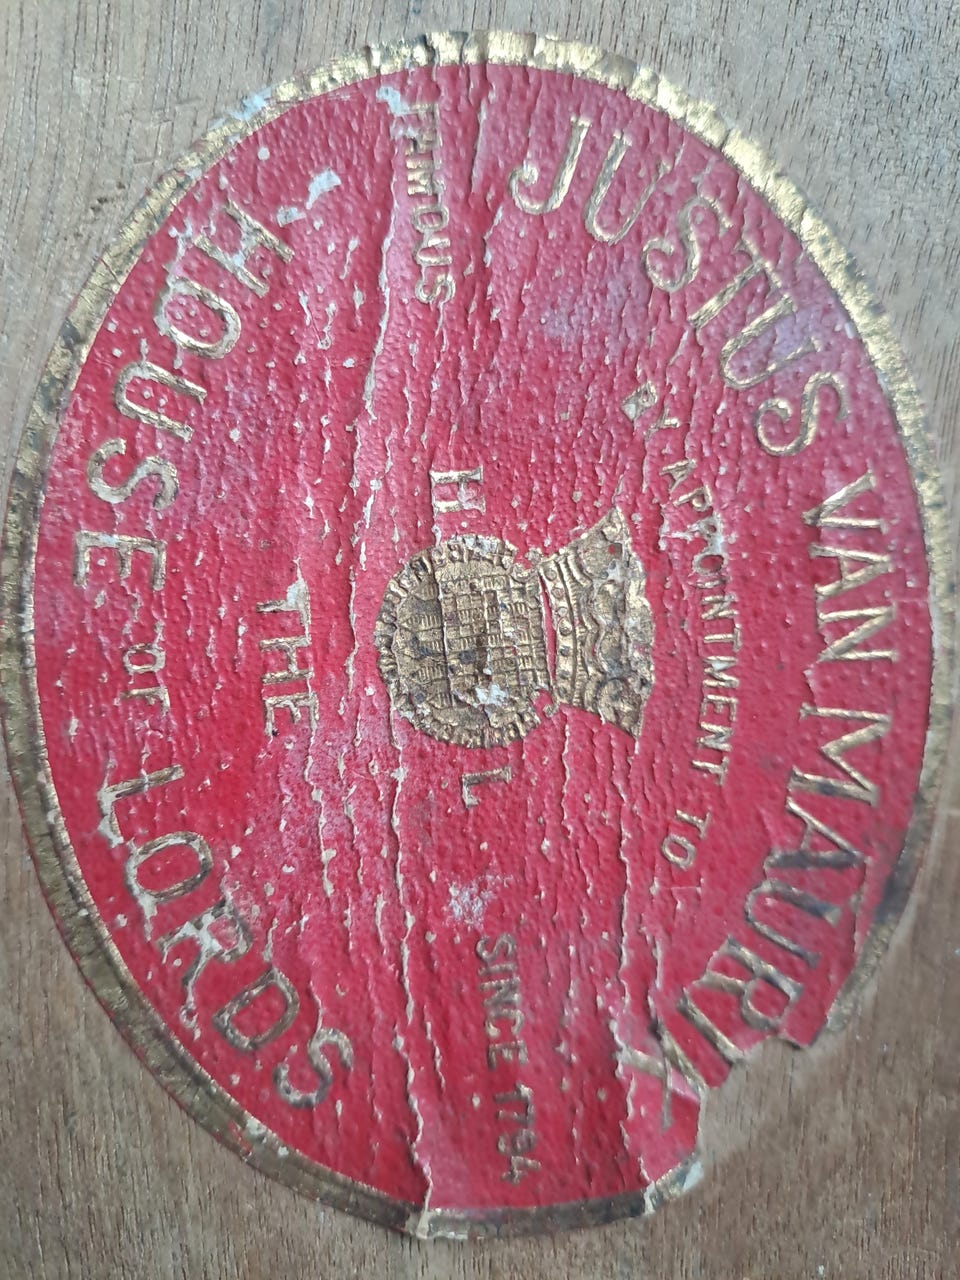 JUSTUS VAN MAURIK
BY APPOINTMENT TO
FAMOUS H. L SINCE 1794
THE
HOUSE OF LORDS